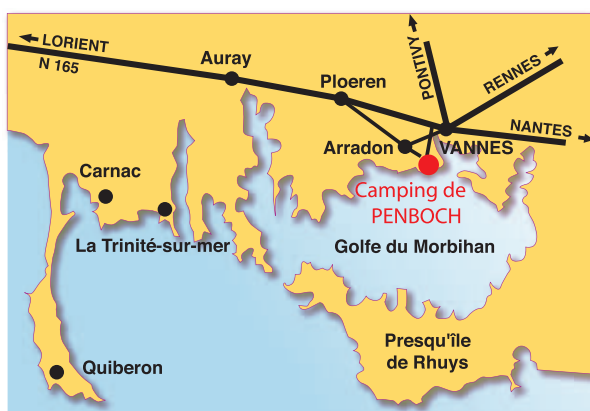 LORIENT
N 165
Auray
Ploeren
PONTIVY
RENNES
NANTES
VANNES
Arradon
Carnac
Camping de
PENBOCH
La Trinité-sur-mer
Golfe du Morbihan
Presqu'île
de Rhuys
Quiberon